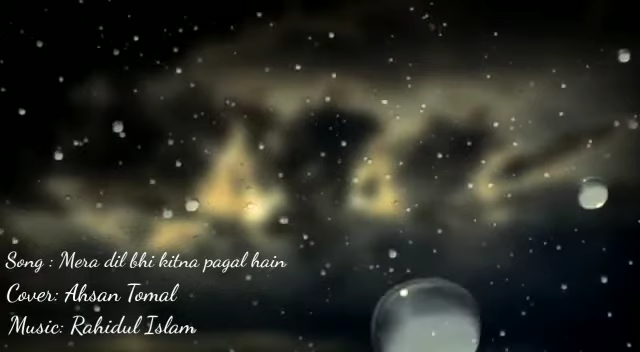 Song : Mera dil bhi kitna pagal hain
Cover: Ahsan Tomal
Music: Rahidul Islam